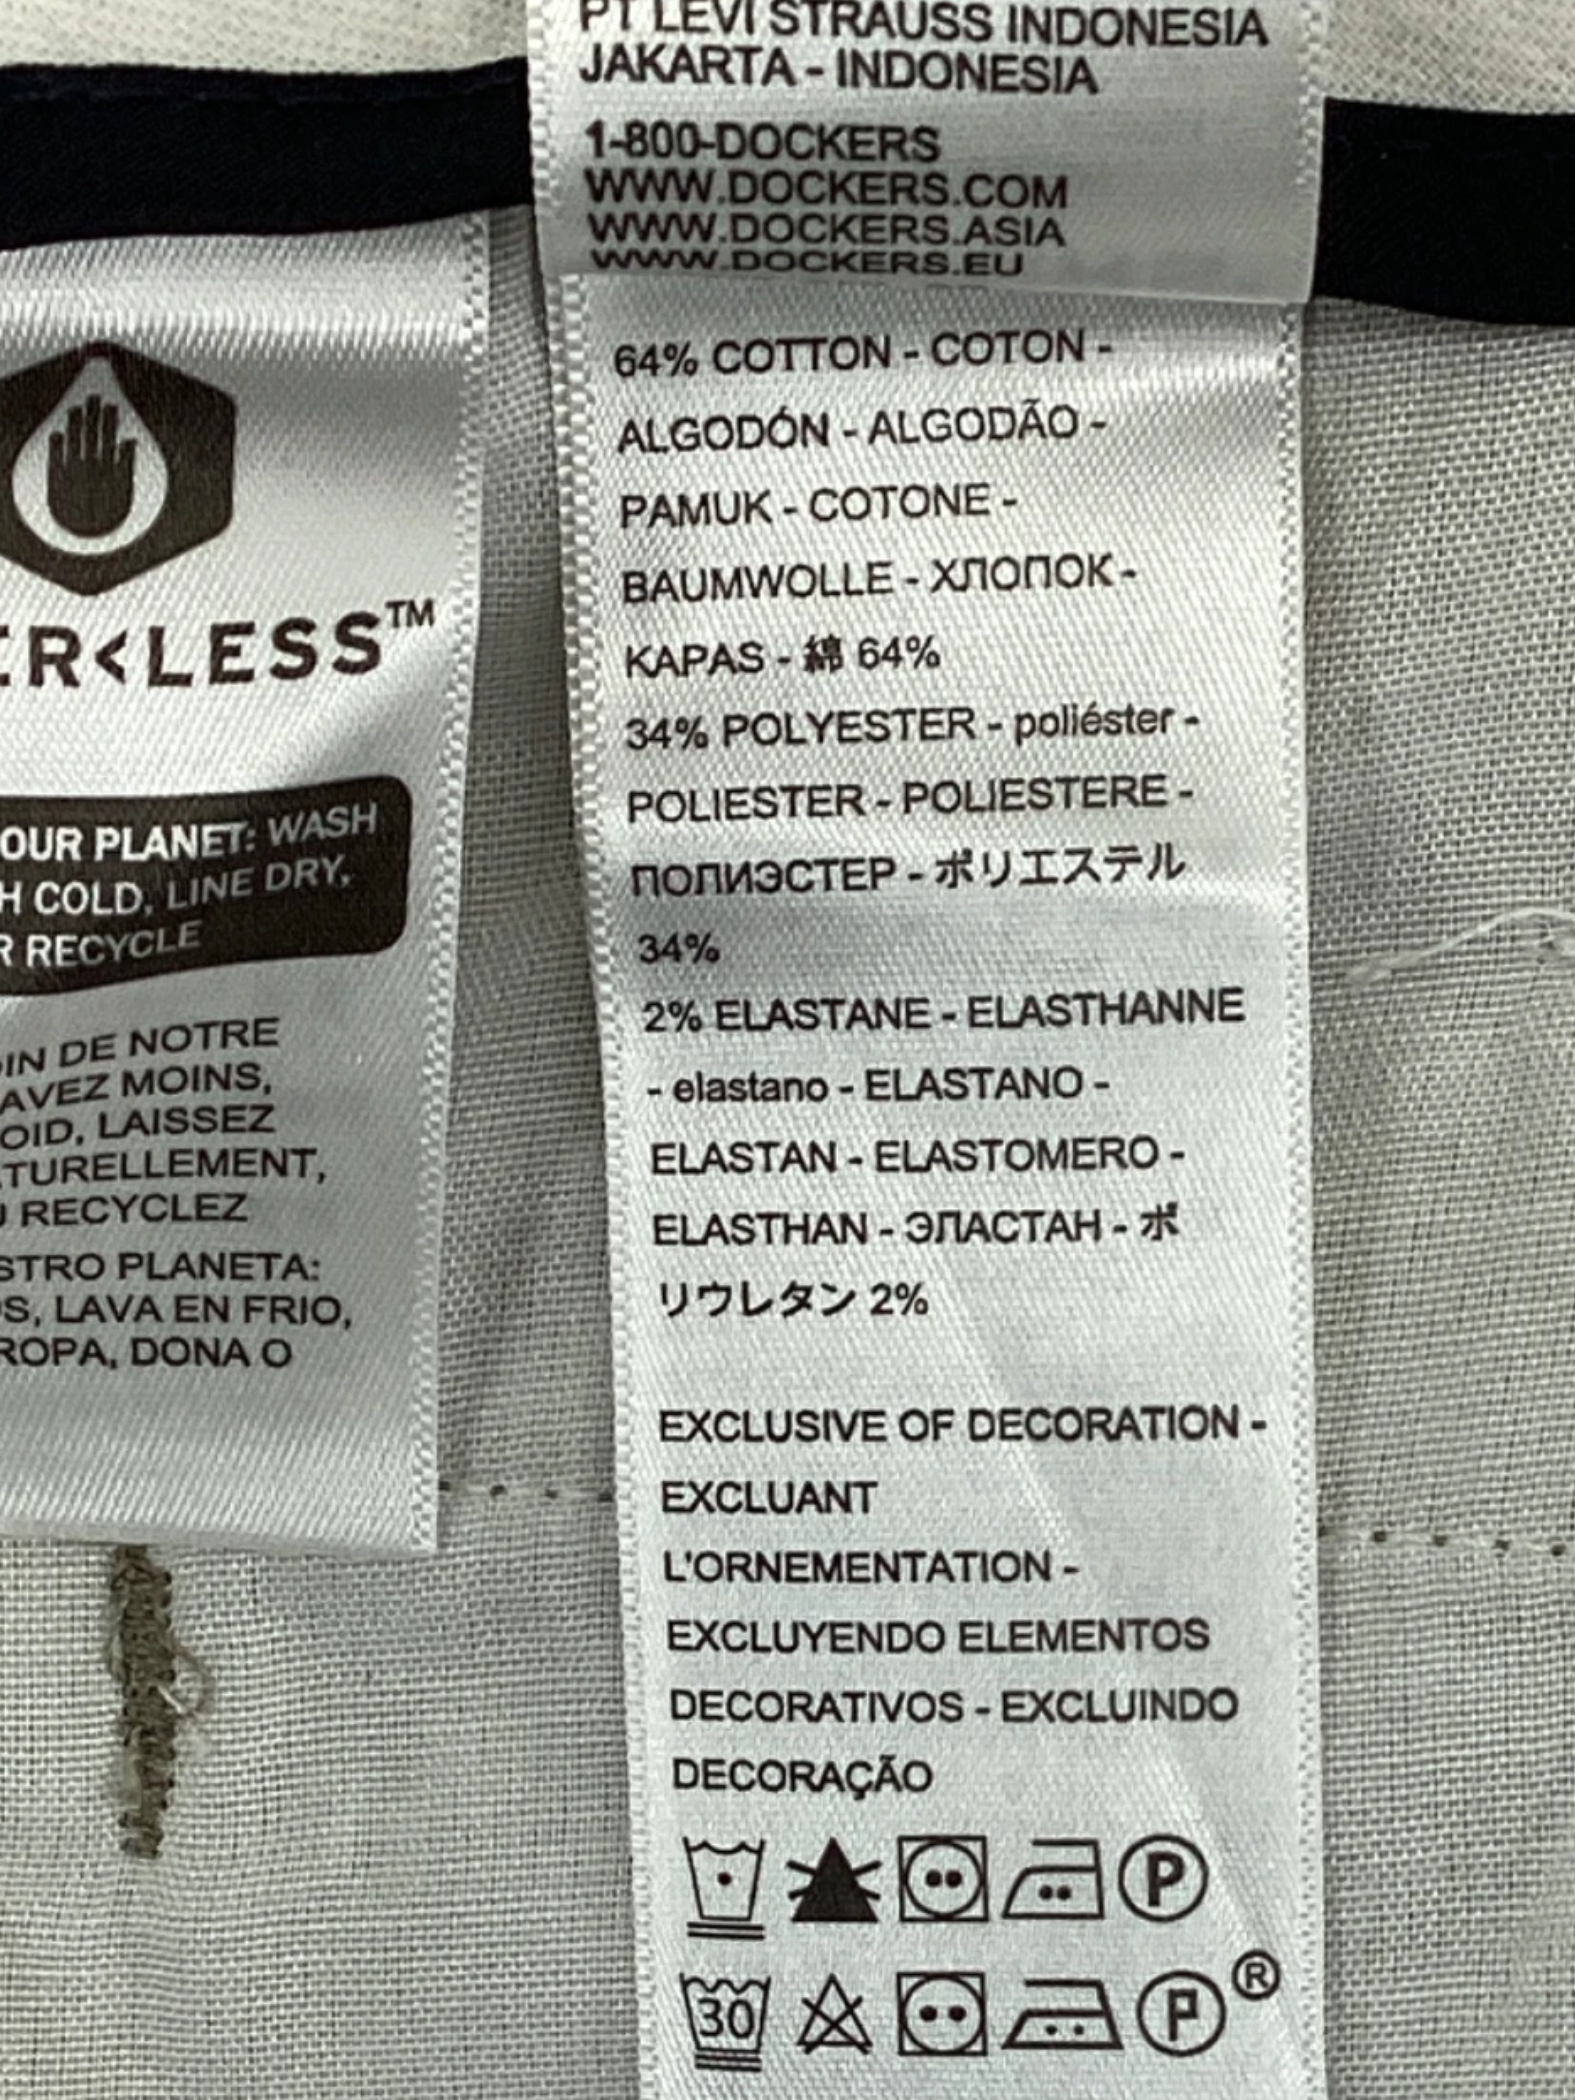 PT LEVI STRAUSS INDONESIA
JAKARTA - INDONESIA
1-800-DOCKERS
WWW.DOCKERS.COM
WWW.DOCKERS.ASIA
WWW.DOCKERS.EU
64% COTTON - COTON -
ALGODÓN - ALGODÃO -
PAMUK - COTONE -
BAUMWOLLE - ХЛОПОК -
KAPAS - 綿 64%
34% POLYESTER - poliéster -
POLIESTER - POLIESTERE -
ПОЛИЭСТЕР - ポリエステル
34%
2% ELASTANE - ELASTHANNE
- elastano - ELASTANO -
ELASTAN - ELASTOMERO -
ELASTHAN - ЭЛАСТАН - ポ
リウレタン 2%
EXCLUSIVE OF DECORATION -
EXCLUANT
L'ORNEMENTATION -
EXCLUYENDO ELEMENTOS
DECORATIVOS - EXCLUINDO
DECORAÇÃO
P
30 P ®
ER<LESS™
OUR PLANET: WASH
H COLD, LINE DRY,
R RECYCLE
IN DE NOTRE
AVEZ MOINS,
OID, LAISSEZ
TURELLEMENT,
U RECYCLEZ
STRO PLANETA:
OS, LAVA EN FRIO,
ROPA, DONA O